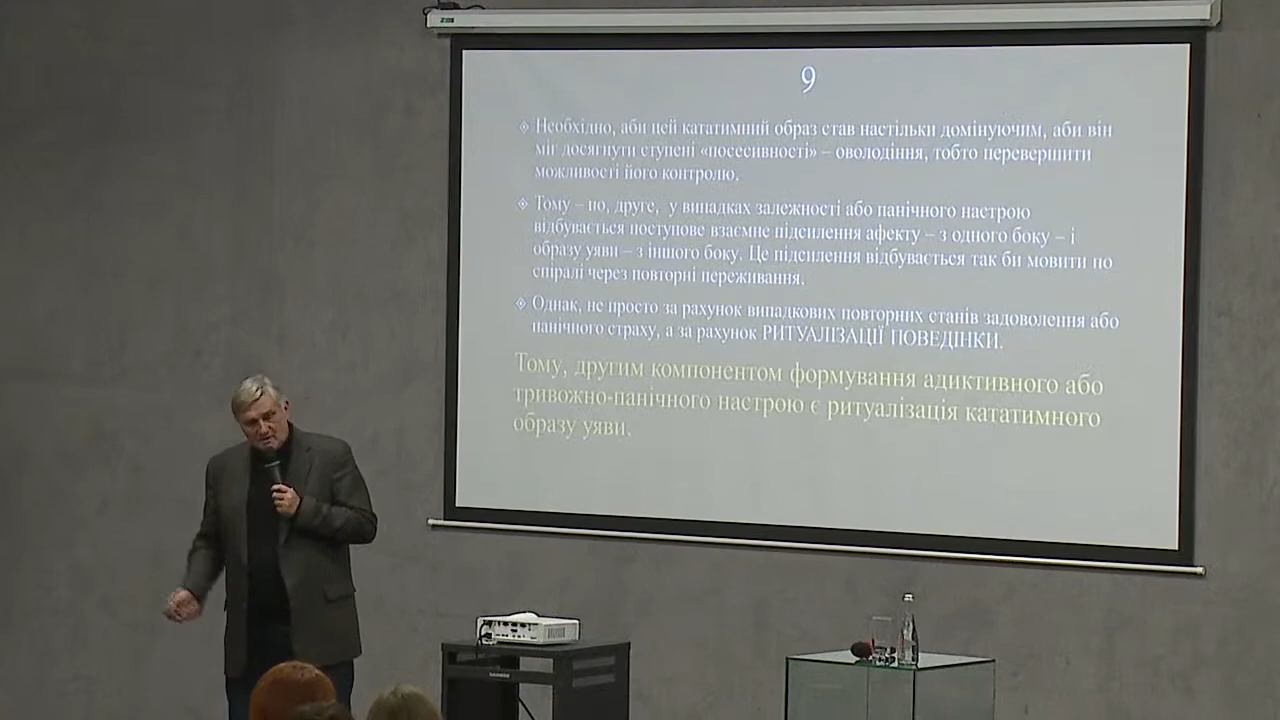 9
Необхідно, аби цей кататимний образ став настільки домінуючим, аби він
міг досягнути ступені «посесивності» – оволодіння, тобто перевершити
можливості його контролю.
Тому – по, друге, у випадках залежності або панічного настрою
відбувається поступове взаємне підсилення афекту – з одного боку – і
образу уяви – з іншого боку. Це підсилення відбувається так би мовити по
спіралі через повторні переживання.
Однак, не просто за рахунок випадкових повторних станів задоволення або
панічного страху, а за рахунок РИТУАЛІЗАЦІЇ ПОВЕДІНКИ.
Тому, другим компонентом формування адиктивного або
тривожно-панічного настрою є ритуалізація кататимного
образу уяви.